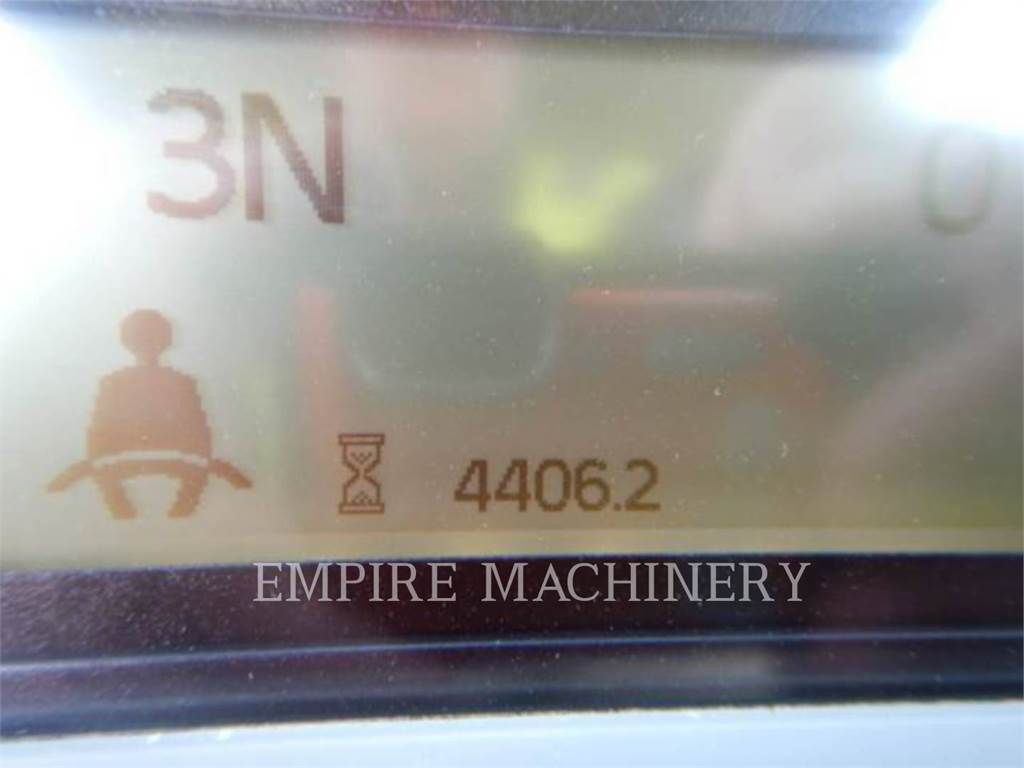 3N 0
4406.2
EMPIRE MACHINERY